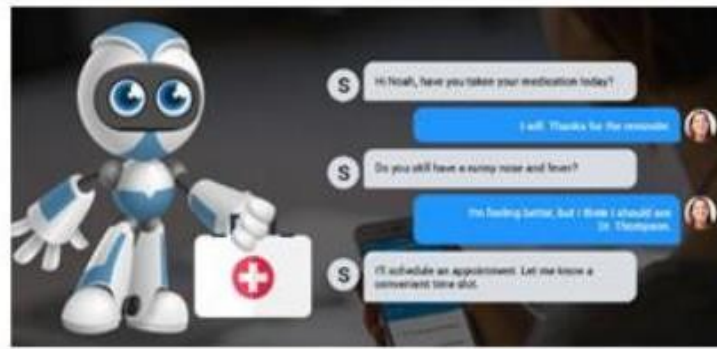 S
Hi Noah, have you taken your medication today?
I will. Thanks for the reminder.
S
Do you still have a runny nose and fever?
I'm feeling better, but I think I should see
Dr. Thompson.
S
I'll schedule an appointment. Let me know a
convenient time slot.